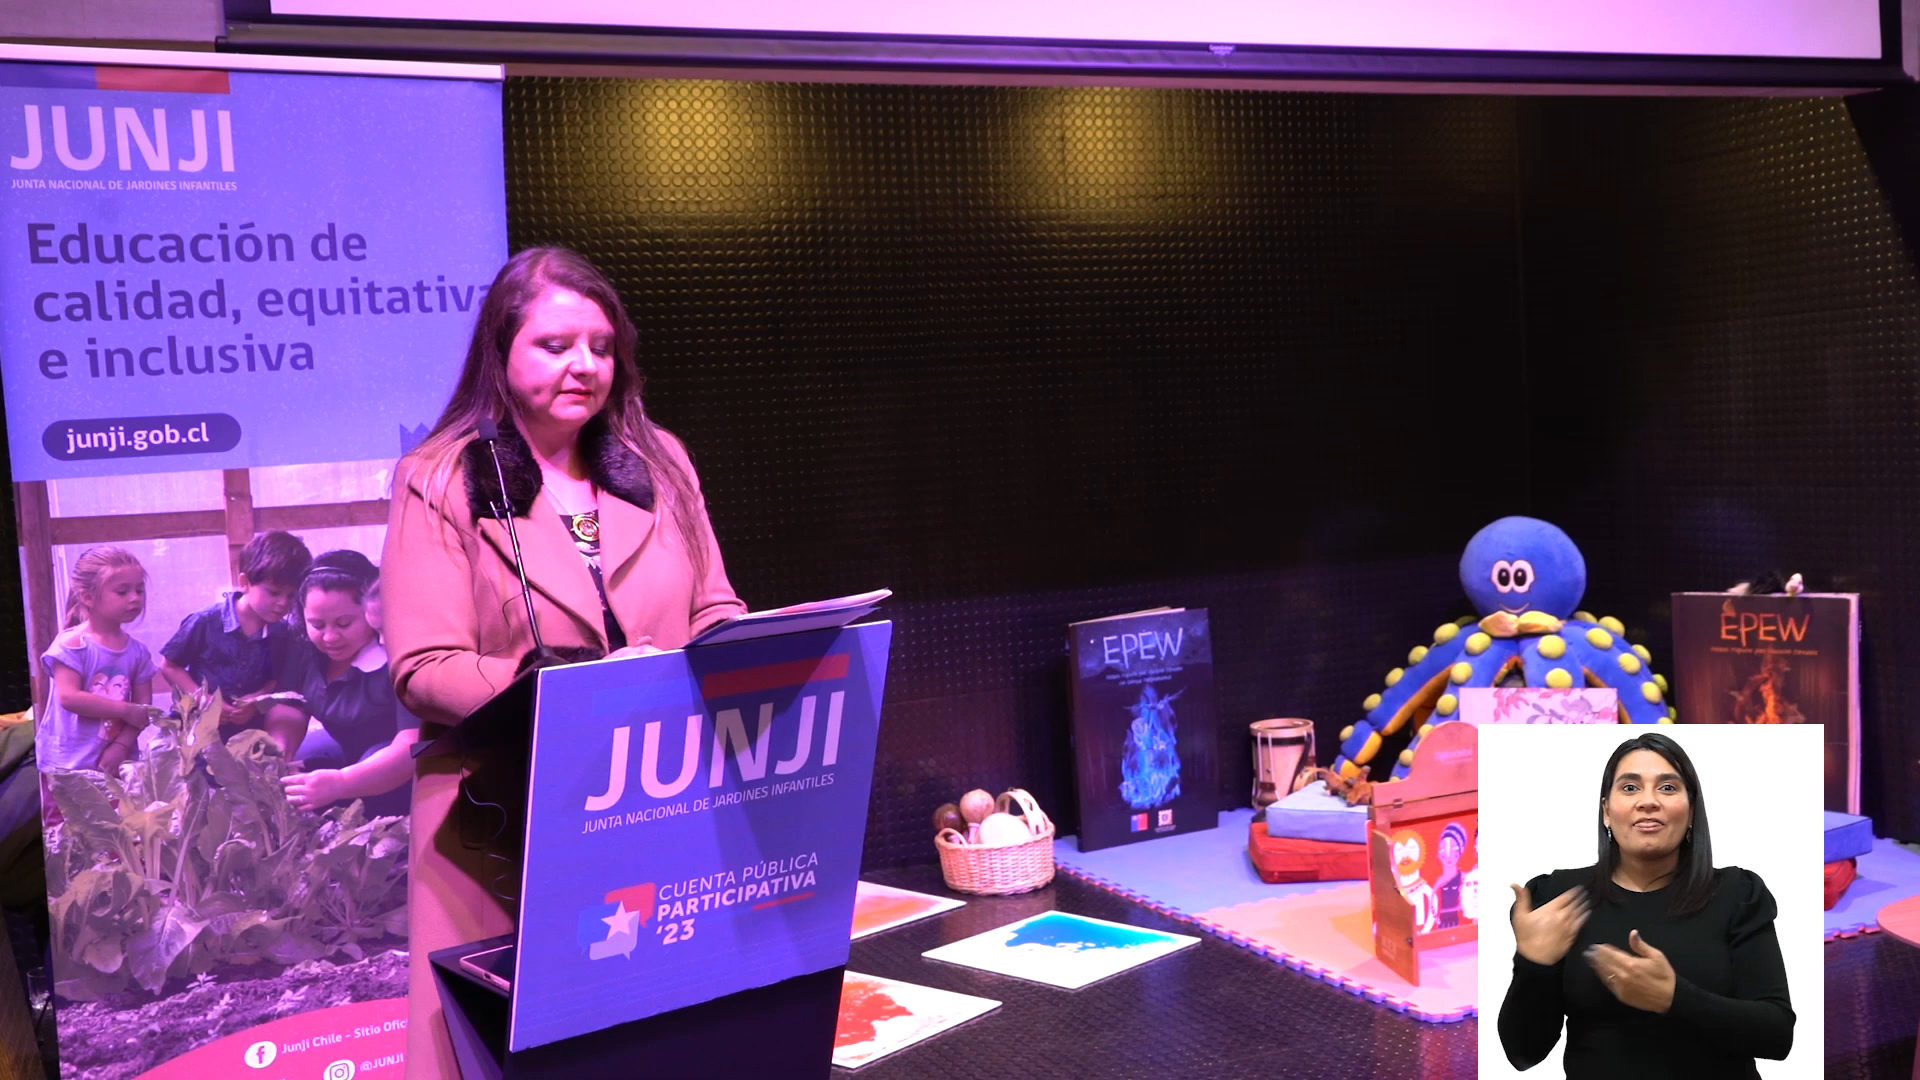 JUNJI
JUNTA NACIONAL DE JARDINES INFANTILES
Educación de
calidad, equitativa
e inclusiva
junji.gob.cl
Junji Chile - Sitio Ofic
@JUNJI
JUNJI
JUNTA NACIONAL DE JARDINES INFANTILES
CUENTA PÚBLICA
PARTICIPATIVA
'23
EPEW
EPEW